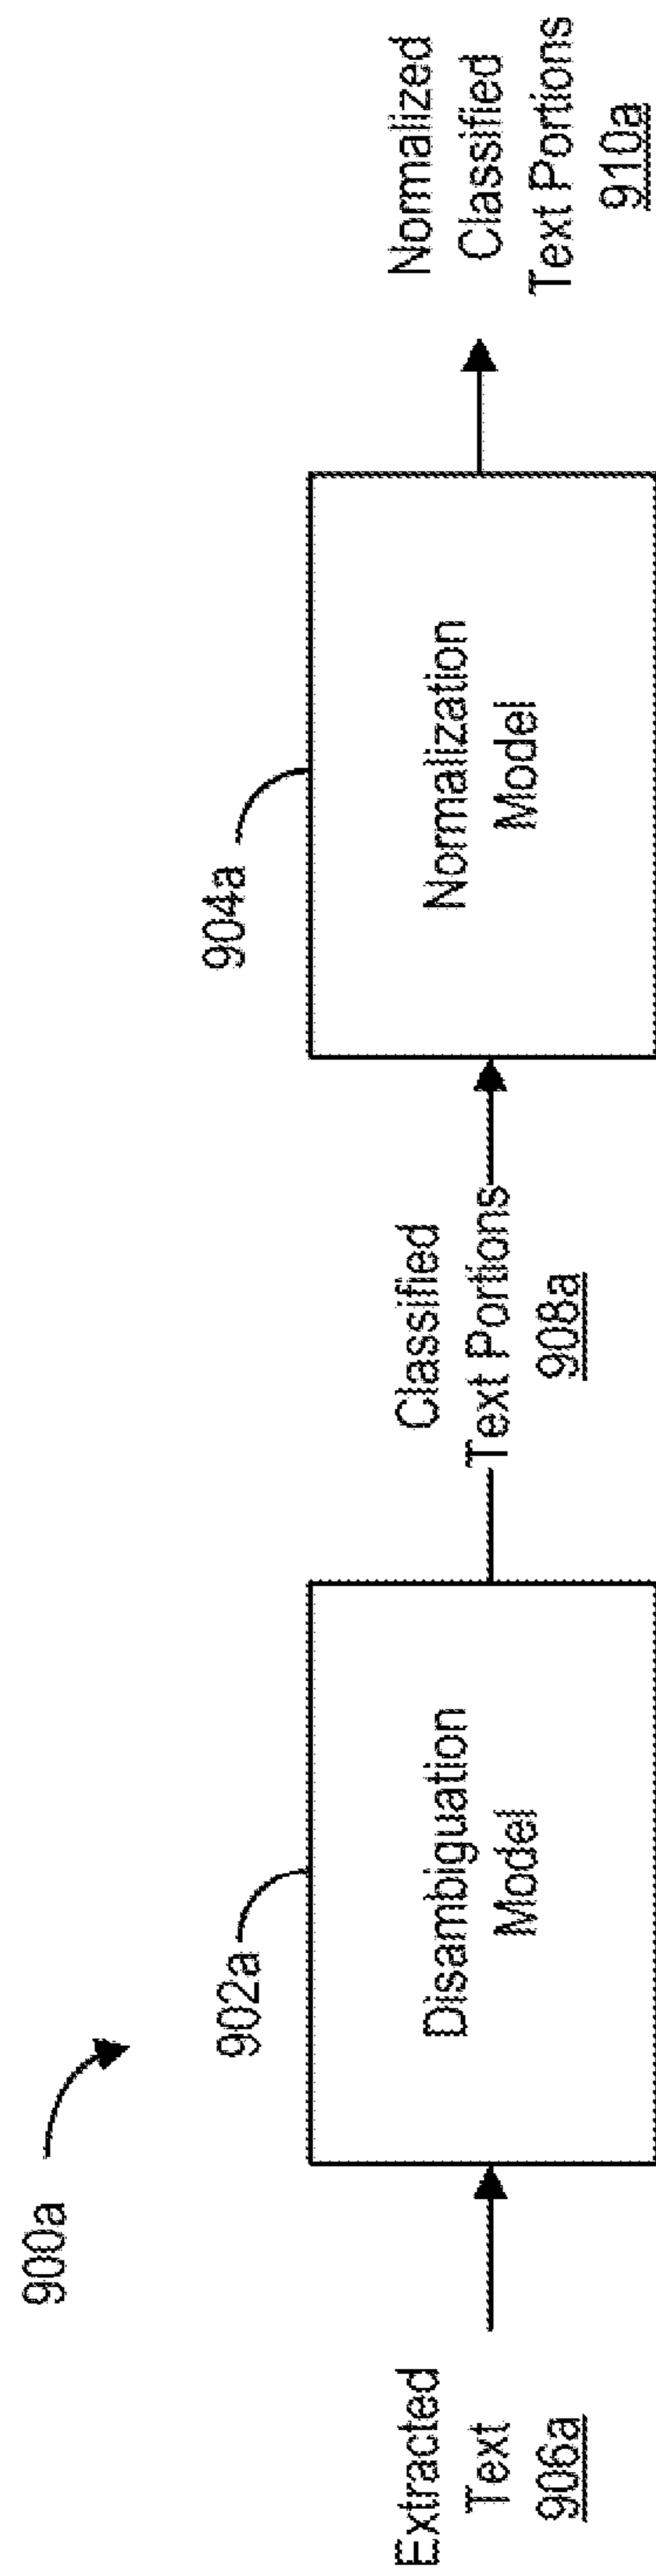 900a
902a
904a
Extracted
Text
906a
Disambiguation
Model
Classified
Text Portions
908a
Normalization
Model
Normalized
Classified
Text Portions
910a